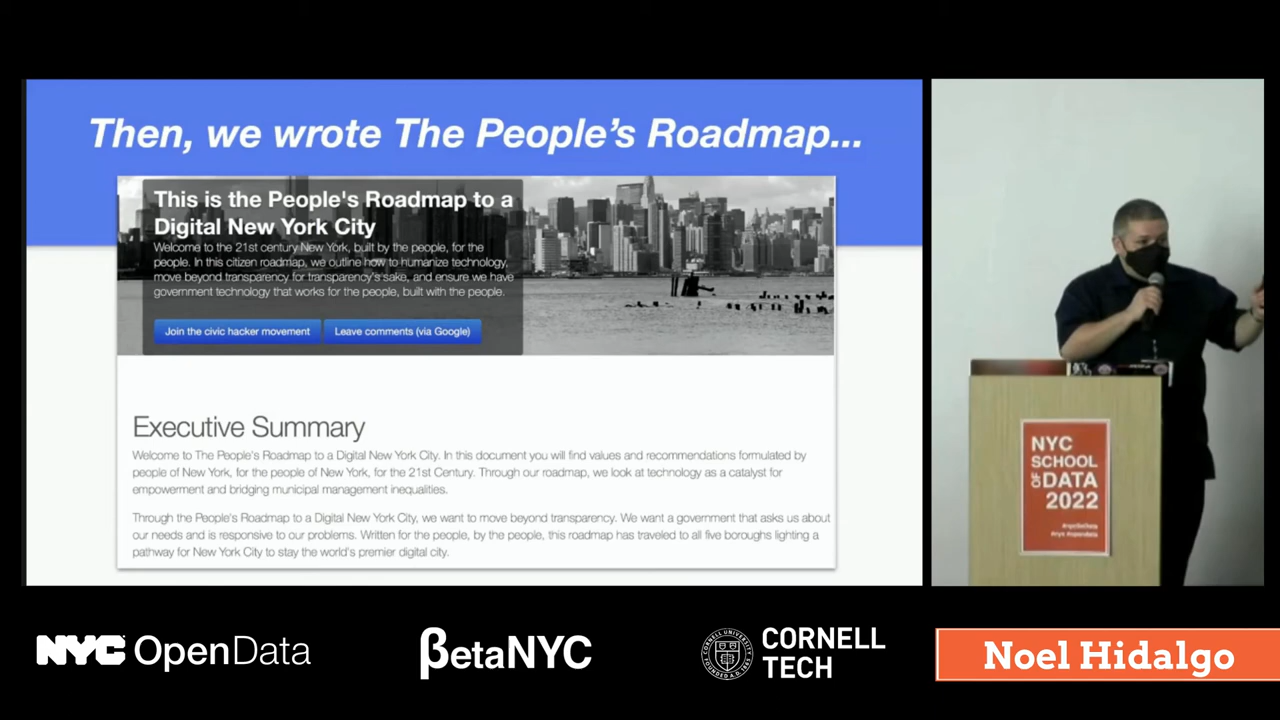 Then, we wrote The People's Roadmap...
This is the People's Roadmap to a
Digital New York City
Welcome to the 21st century New York, built by the people, for the
people. In this citizen roadmap, we outline how to humanize technology,
move beyond transparency for transparency's sake, and ensure we have
government technology that works for the people, built with the people.
Join the civic hacker movement
Leave comments (via Google)
Executive Summary
Welcome to The People's Roadmap to a Digital New York City. In this document you will find values and recommendations formulated by
people of New York, for the people of New York, for the 21st Century. Through our roadmap, we look at technology as a catalyst for
empowerment and bridging municipal management inequalities.
Through the People's Roadmap to a Digital New York City, we want to move beyond transparency. We want a government that asks us about
our needs and is responsive to our problems. Written for the people, by the people, this roadmap has traveled to all five boroughs lighting a
pathway for New York City to stay the world's premier digital city.
NYC
SCHOOL
OF DATA
2022
NYC OpenData
βetaNYC
CORNELL
TECH
Noel Hidalgo